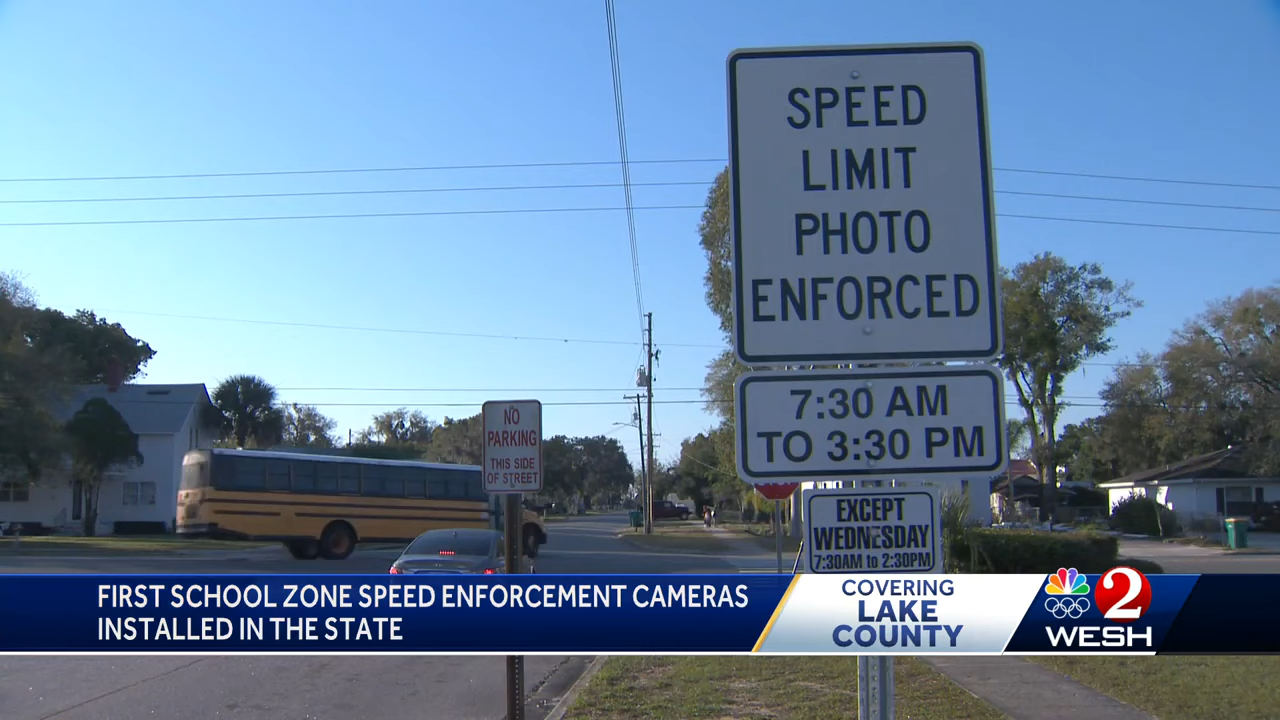 SPEED
LIMIT
PHOTO
ENFORCED
7:30 AM
TO 3:30 PM
EXCEPT
WEDNESDAY
7:30AM to 2:30PM
NO
PARKING
THIS SIDE
OF STREET
FIRST SCHOOL ZONE SPEED ENFORCEMENT CAMERAS
INSTALLED IN THE STATE
COVERING
LAKE
COUNTY
2
WESH